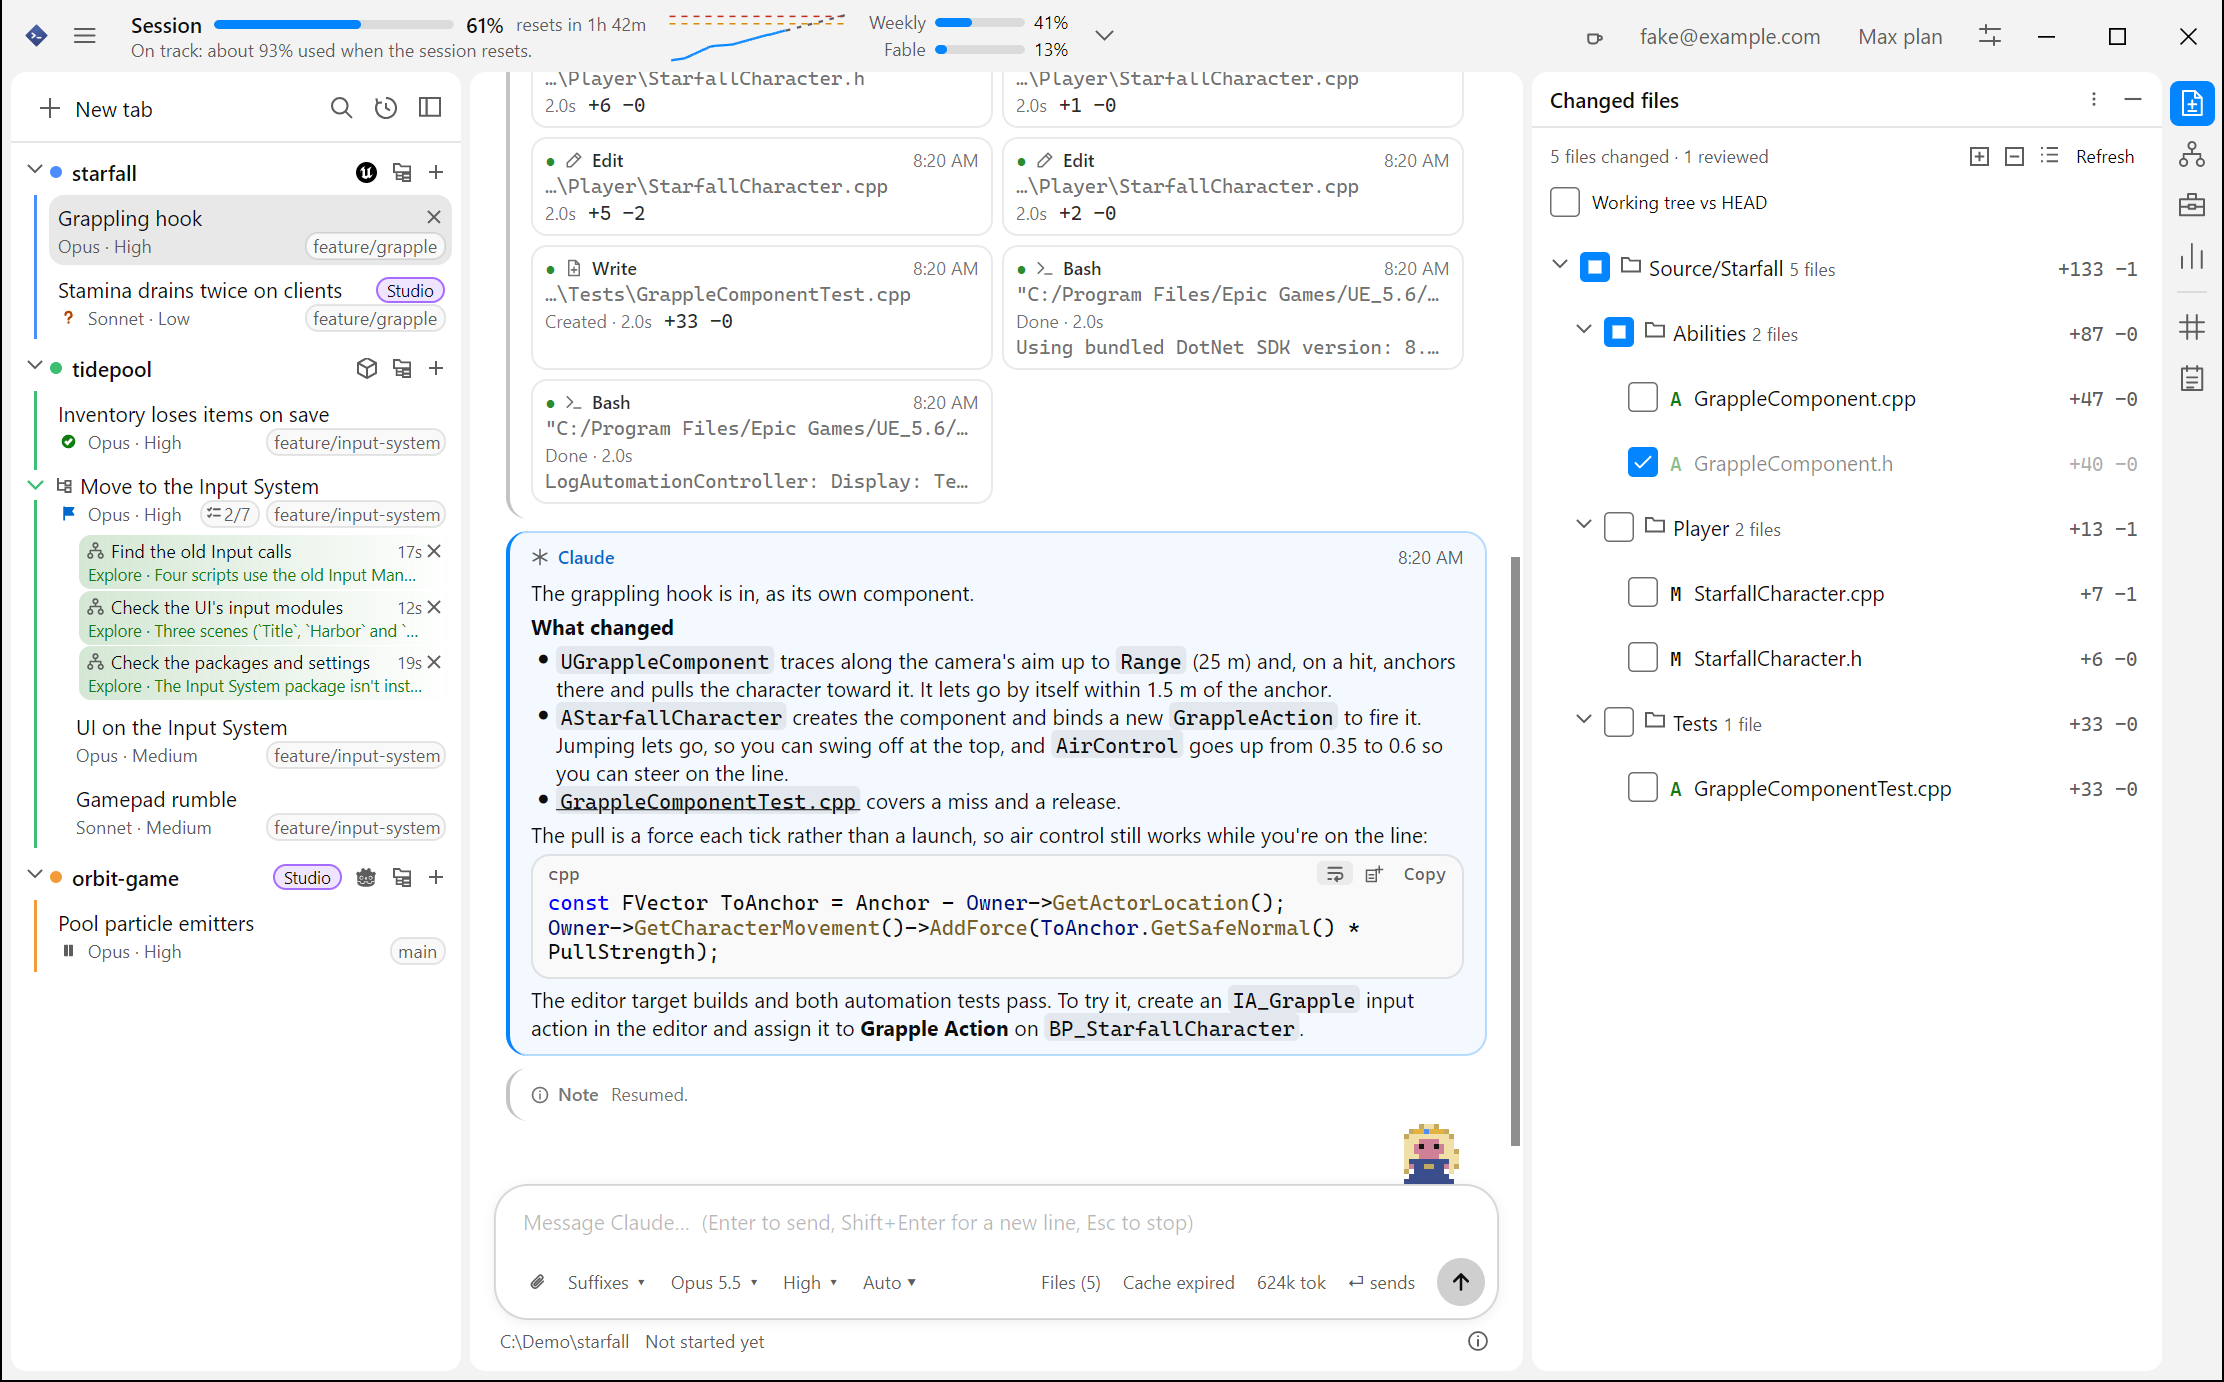 Session 61% resets in 1h 42m
On track: about 93% used when the session resets.
Weekly 41%
Fable 13%
fake@example.com Max plan
New tab
starfall
Grappling hook
Opus · High feature/grapple
Stamina drains twice on clients Studio
? Sonnet · Low feature/grapple
tidepool
Inventory loses items on save
Opus · High feature/input-system
Move to the Input System
Opus · High 2/7 feature/input-system
Find the old Input calls 17s
Explore · Four scripts use the old Input Man...
Check the UI's input modules 12s
Explore · Three scenes (`Title`, `Harbor` and `...
Check the packages and settings 19s
Explore · The Input System package isn't inst...
UI on the Input System
Opus · Medium feature/input-system
Gamepad rumble
Sonnet · Medium feature/input-system
orbit-game Studio
Pool particle emitters
Opus · High main
…\Player\StarfallCharacter.h
2.0s +6 −0
…\Player\StarfallCharacter.cpp
2.0s +1 −0
Edit 8:20 AM
…\Player\StarfallCharacter.cpp
2.0s +5 −2
Edit 8:20 AM
…\Player\StarfallCharacter.cpp
2.0s +2 −0
Write 8:20 AM
…\Tests\GrappleComponentTest.cpp
Created · 2.0s +33 −0
Bash 8:20 AM
"C:/Program Files/Epic Games/UE_5.6/…
Done · 2.0s
Using bundled DotNet SDK version: 8.…
Bash 8:20 AM
"C:/Program Files/Epic Games/UE_5.6/…
Done · 2.0s
LogAutomationController: Display: Te…
Claude 8:20 AM
The grappling hook is in, as its own component.
What changed
• UGrappleComponent traces along the camera's aim up to Range (25 m) and, on a hit, anchors
there and pulls the character toward it. It lets go by itself within 1.5 m of the anchor.
• AStarfallCharacter creates the component and binds a new GrappleAction to fire it.
Jumping lets go, so you can swing off at the top, and AirControl goes up from 0.35 to 0.6 so
you can steer on the line.
• GrappleComponentTest.cpp covers a miss and a release.
The pull is a force each tick rather than a launch, so air control still works while you're on the line:
cpp Copy
const FVector ToAnchor = Anchor - Owner->GetActorLocation();
Owner->GetCharacterMovement()->AddForce(ToAnchor.GetSafeNormal() *
PullStrength);
The editor target builds and both automation tests pass. To try it, create an IA_Grapple input
action in the editor and assign it to Grapple Action on BP_StarfallCharacter.
Note Resumed.
Message Claude... (Enter to send, Shift+Enter for a new line, Esc to stop)
Suffixes Opus 5.5 High Auto Files (5) Cache expired 624k tok sends
C:\Demo\starfall Not started yet
Changed files
5 files changed · 1 reviewed Refresh
Working tree vs HEAD
Source/Starfall 5 files +133 −1
Abilities 2 files +87 −0
A GrappleComponent.cpp +47 −0
A GrappleComponent.h +40 −0
Player 2 files +13 −1
M StarfallCharacter.cpp +7 −1
M StarfallCharacter.h +6 −0
Tests 1 file +33 −0
A GrappleComponentTest.cpp +33 −0